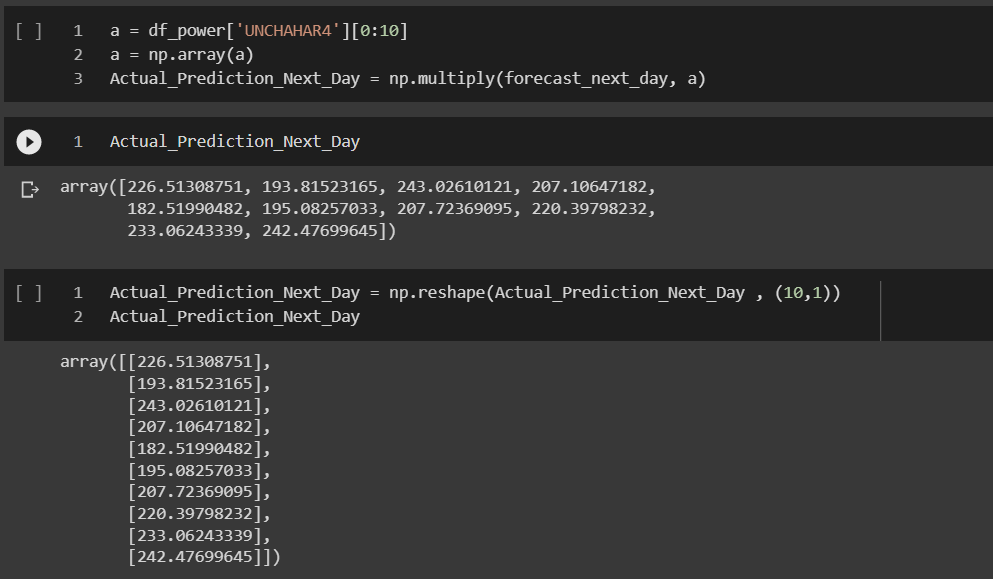 [ ] 1 a = df_power['UNCHAHAR4'][0:10]
2 a = np.array(a)
3 Actual_Prediction_Next_Day = np.multiply(forecast_next_day, a)
1 Actual_Prediction_Next_Day
array([226.51308751, 193.81523165, 243.02610121, 207.10647182,
182.51990482, 195.08257033, 207.72369095, 220.39798232,
233.06243339, 242.47699645])
[ ] 1 Actual_Prediction_Next_Day = np.reshape(Actual_Prediction_Next_Day , (10,1))
2 Actual_Prediction_Next_Day
array([[226.51308751],
[193.81523165],
[243.02610121],
[207.10647182],
[182.51990482],
[195.08257033],
[207.72369095],
[220.39798232],
[233.06243339],
[242.47699645]])